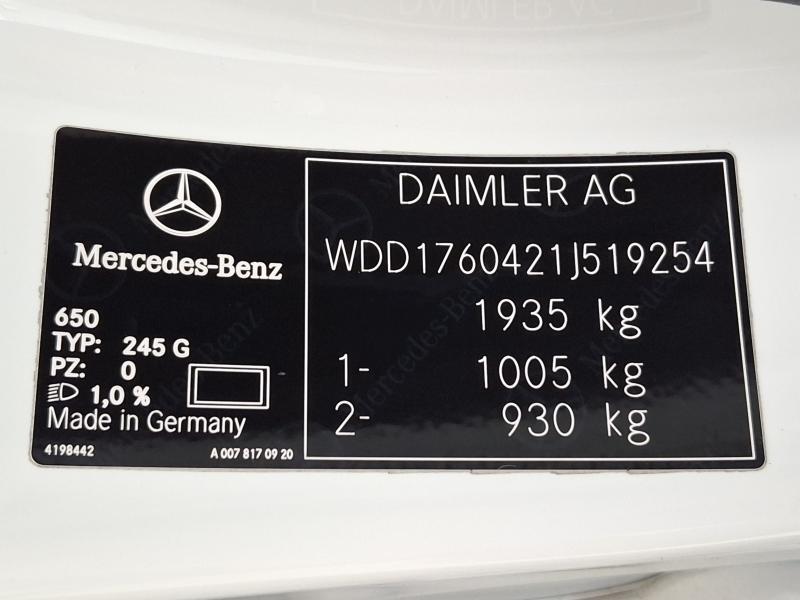 Mercedes-Benz
650
TYP: 245 G
PZ: 0
1,0 %
Made in Germany
4198442
A 007 817 09 20
DAIMLER AG
WDD1760421J519254
1935 kg
1- 1005 kg
2- 930 kg